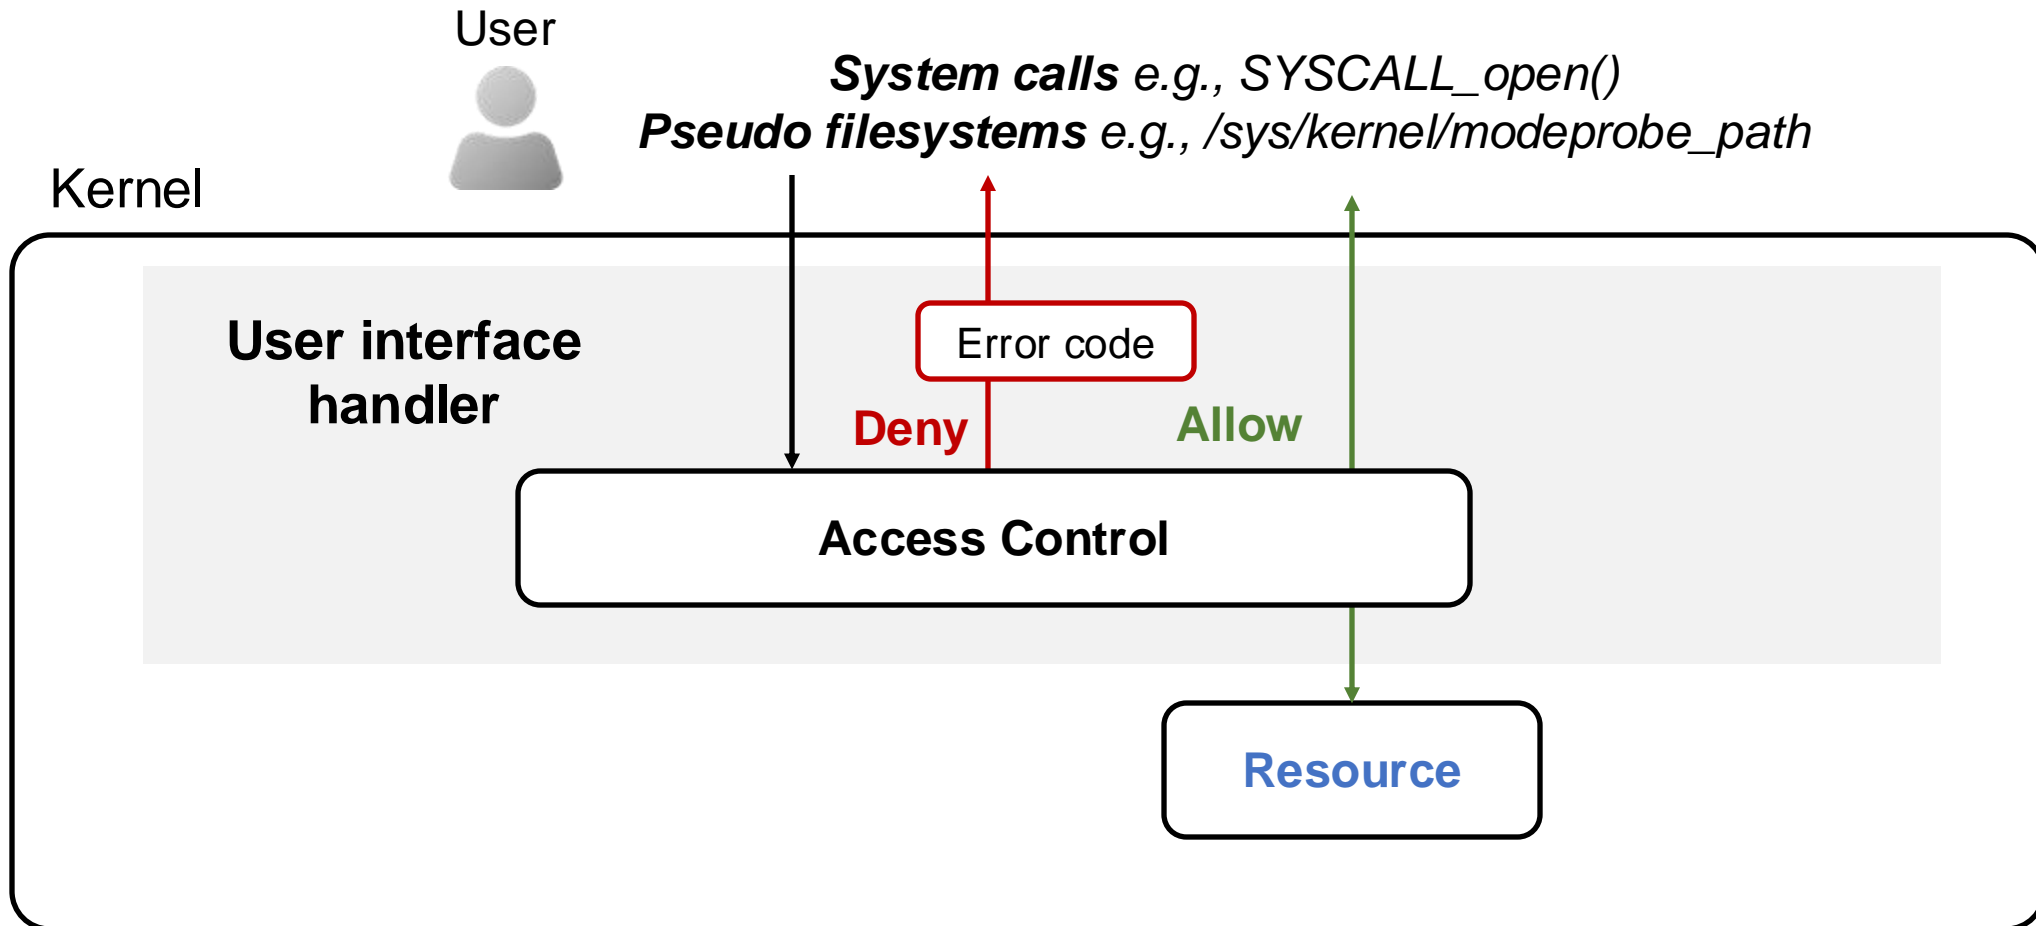 User
System calls e.g., SYSCALL_open()
Pseudo filesystems e.g., /sys/kernel/modeprobe_path
Kernel
User interface
handler
Error code
Deny
Allow
Access Control
Resource